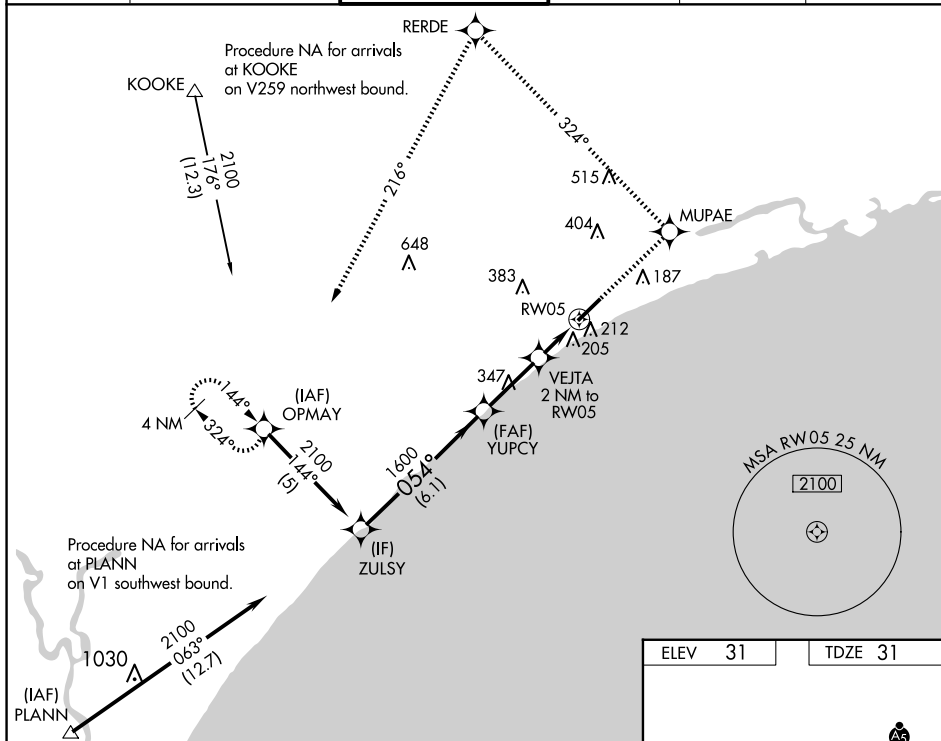 RERDE
Procedure NA for arrivals
at KOOKE
on V259 northwest bound.
KOOKE
2100
176°
(12.3)
216°
324°
515
MUPAE
404
648
383
187
RW05
212
205
347
VEJTA
2 NM to
RW05
(IAF)
OPMAY
144°
4 NM
324°
2100
144°
(5)
(FAF)
YUPCY
1600
054°
(6.1)
MSA RW05 25 NM
2100
(IF)
ZULSY
Procedure NA for arrivals
at PLANN
on V1 southwest bound.
2100
063°
(12.7)
1030
(IAF)
PLANN
ELEV 31
TDZE 31
A5